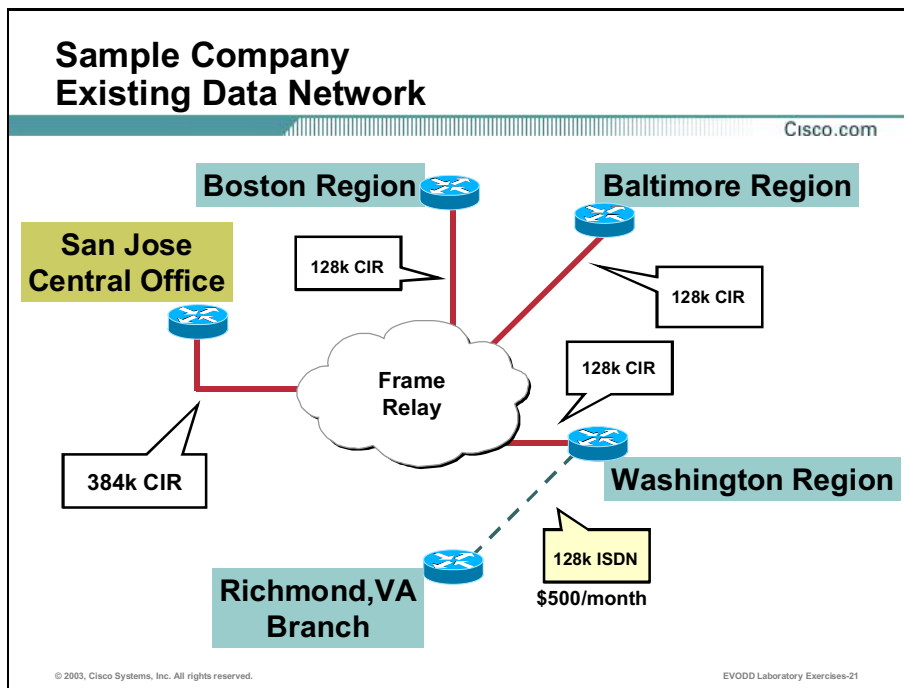 Sample Company
Existing Data Network
Cisco.com
Boston Region
Baltimore Region
San Jose
Central Office
128k CIR
128k CIR
128k CIR
Frame
Relay
384k CIR
Washington Region
128k ISDN
$500/month
Richmond,VA
Branch
© 2003, Cisco Systems, Inc. All rights reserved.
EVODD Laboratory Exercises-21